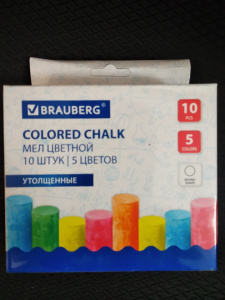 BRAUBERG
10
PCS
COLORED CHALK
5
COLORS
МЕЛ ЦВЕТНОЙ
10 ШТУК | 5 ЦВЕТОВ
УТОЛЩЕННЫЕ